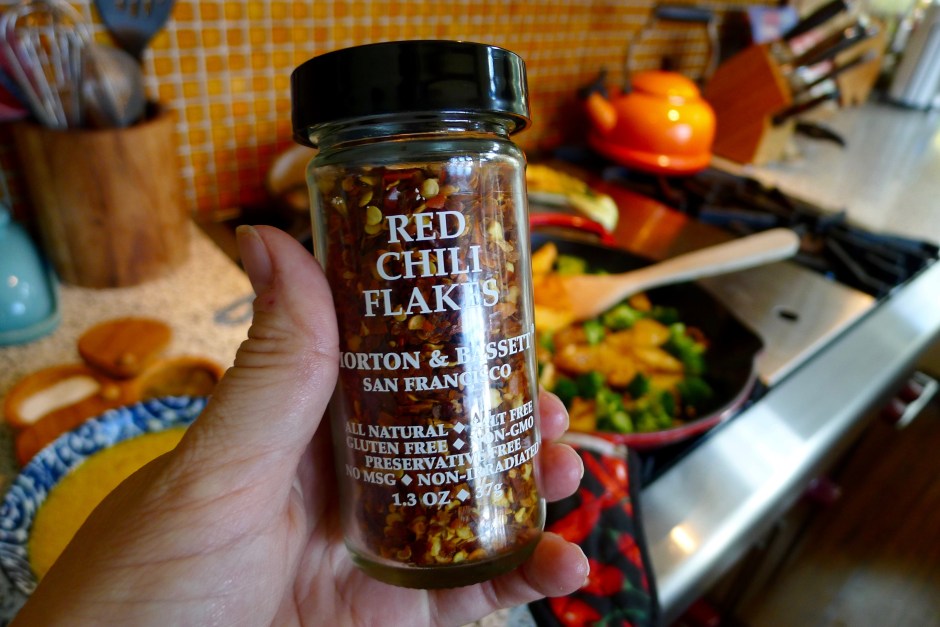 RED
CHILI
FLAKES
MORTON & BASSETT
SAN FRANCISCO
ALL NATURAL ◆ SALT FREE
GLUTEN FREE ◆ NON-GMO
PRESERVATIVE FREE
NO MSG ◆ NON-IRRADIATED
1.3 OZ ◆ 37g